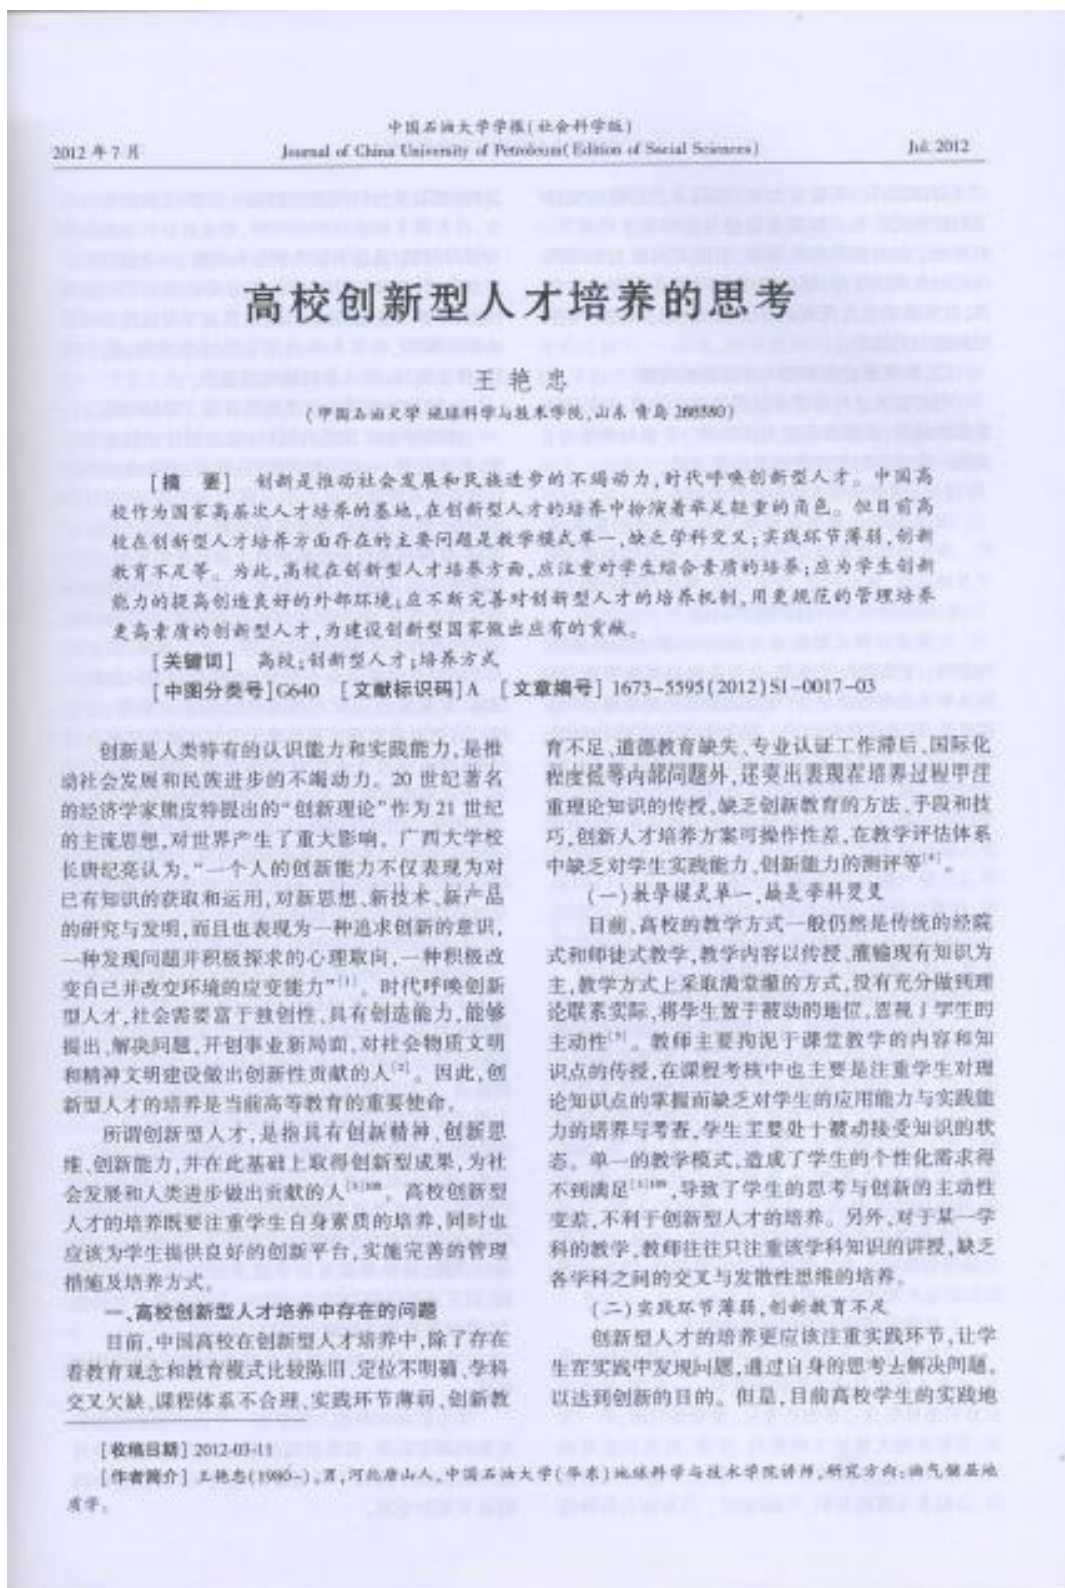 中国石油大学学报(社会科学版)
2012 年 7 月
Journal of China University of Petroleum(Edition of Social Sciences)
Jul. 2012
高校创新型人才培养的思考
王 艳 忠
(中国石油大学 地球科学与技术学院,山东 青岛 266580)
[摘 要] 创新是推动社会发展和民族进步的不竭动力,时代呼唤创新型人才。中国高
校作为国家高层次人才培养的基地,在创新型人才的培养中扮演着举足轻重的角色。但目前高
校在创新型人才培养方面存在的主要问题是教学模式单一,缺乏学科交叉;实践环节薄弱,创新
教育不足等。为此,高校在创新型人才培养方面,应注重对学生综合素质的培养;应为学生创新
能力的提高创造良好的外部环境;应不断完善对创新型人才的培养机制,用更规范的管理培养
更高素质的创新型人才,为建设创新型国家做出应有的贡献。
[关键词] 高校;创新型人才;培养方式
[中图分类号]G640 [文献标识码]A [文章编号] 1673-5595(2012)S1-0017-03
创新是人类特有的认识能力和实践能力,是推
动社会发展和民族进步的不竭动力。20 世纪著名
的经济学家熊皮特提出的“创新理论”作为 21 世纪
的主流思想,对世界产生了重大影响。广西大学校
长唐纪亮认为,“一个人的创新能力不仅表现为对
已有知识的获取和运用,对新思想、新技术、新产品
的研究与发明,而且也表现为一种追求创新的意识,
一种发现问题并积极探求的心理取向,一种积极改
变自己并改变环境的应变能力”[1]。时代呼唤创新
型人才,社会需要富于独创性,具有创造能力,能够
提出、解决问题,开创事业新局面,对社会物质文明
和精神文明建设做出创新性贡献的人[2]。因此,创
新型人才的培养是当前高等教育的重要使命。
所谓创新型人才,是指具有创新精神、创新思
维、创新能力,并在此基础上取得创新型成果,为社
会发展和人类进步做出贡献的人[3]108。高校创新型
人才的培养既要注重学生自身素质的培养,同时也
应该为学生提供良好的创新平台,实施完善的管理
措施及培养方式。
一、高校创新型人才培养中存在的问题
目前,中国高校在创新型人才培养中,除了存在
着教育观念和教育模式比较陈旧、定位不明确、学科
交叉欠缺、课程体系不合理、实践环节薄弱、创新教
育不足、道德教育缺失、专业认证工作滞后、国际化
程度低等内部问题外,还突出表现在培养过程中注
重理论知识的传授,缺乏创新教育的方法、手段和技
巧,创新人才培养方案可操作性差,在教学评估体系
中缺乏对学生实践能力、创新能力的测评等[4]。
(一)教学模式单一,缺乏学科交叉
目前,高校的教学方式一般仍然是传统的经院
式和师徒式教学,教学内容以传授、灌输现有知识为
主,教学方式上采取满堂灌的方式,没有充分做到理
论联系实际,将学生置于被动的地位,忽视了学生的
主动性[5]。教师主要拘泥于课堂教学的内容和知
识点的传授,在课程考核中也主要是注重学生对理
论知识点的掌握而缺乏对学生的应用能力与实践能
力的培养与考查,学生主要处于被动接受知识的状
态。单一的教学模式,造成了学生的个性化需求得
不到满足[3]109,导致了学生的思考与创新的主动性
变差,不利于创新型人才的培养。另外,对于某一学
科的教学,教师往往只注重该学科知识的讲授,缺乏
各学科之间的交叉与发散性思维的培养。
(二)实践环节薄弱,创新教育不足
创新型人才的培养更应该注重实践环节,让学
生在实践中发现问题,通过自身的思考去解决问题,
以达到创新的目的。但是,目前高校学生的实践地
[收稿日期] 2012-03-11
[作者简介] 王艳忠(1980-),男,河北唐山人,中国石油大学(华东)地球科学与技术学院讲师,研究方向:油气储层地
质学。